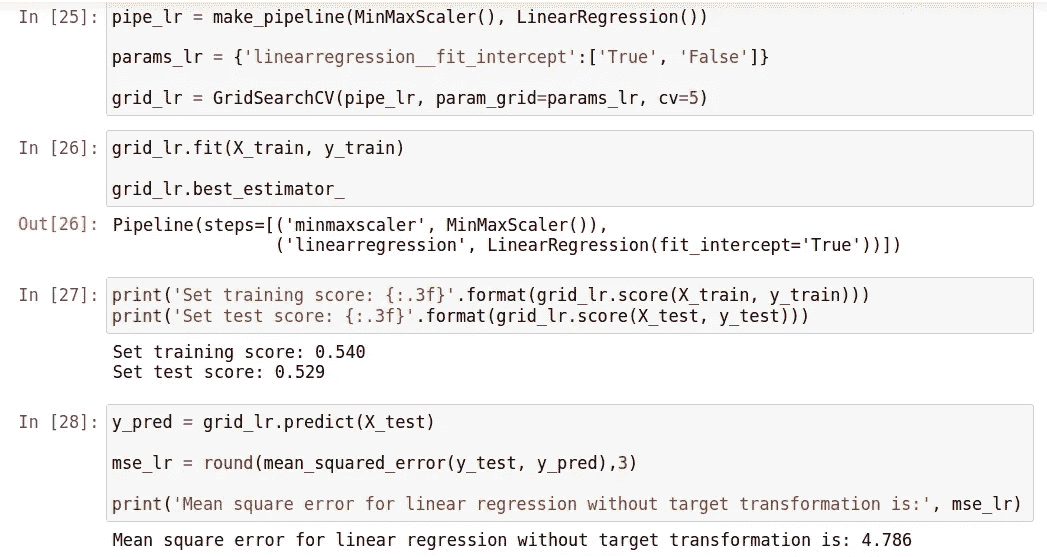 In [25]: pipe_lr = make_pipeline(MinMaxScaler(), LinearRegression())
params_lr = {'linearregression__fit_intercept':['True', 'False']}
grid_lr = GridSearchCV(pipe_lr, param_grid=params_lr, cv=5)
In [26]: grid_lr.fit(X_train, y_train)
grid_lr.best_estimator_
Out[26]: Pipeline(steps=[('minmaxscaler', MinMaxScaler()),
('linearregression', LinearRegression(fit_intercept='True'))])
In [27]: print('Set training score: {:.3f}'.format(grid_lr.score(X_train, y_train)))
print('Set test score: {:.3f}'.format(grid_lr.score(X_test, y_test)))
Set training score: 0.540
Set test score: 0.529
In [28]: y_pred = grid_lr.predict(X_test)
mse_lr = round(mean_squared_error(y_test, y_pred),3)
print('Mean square error for linear regression without target transformation is:', mse_lr)
Mean square error for linear regression without target transformation is: 4.786